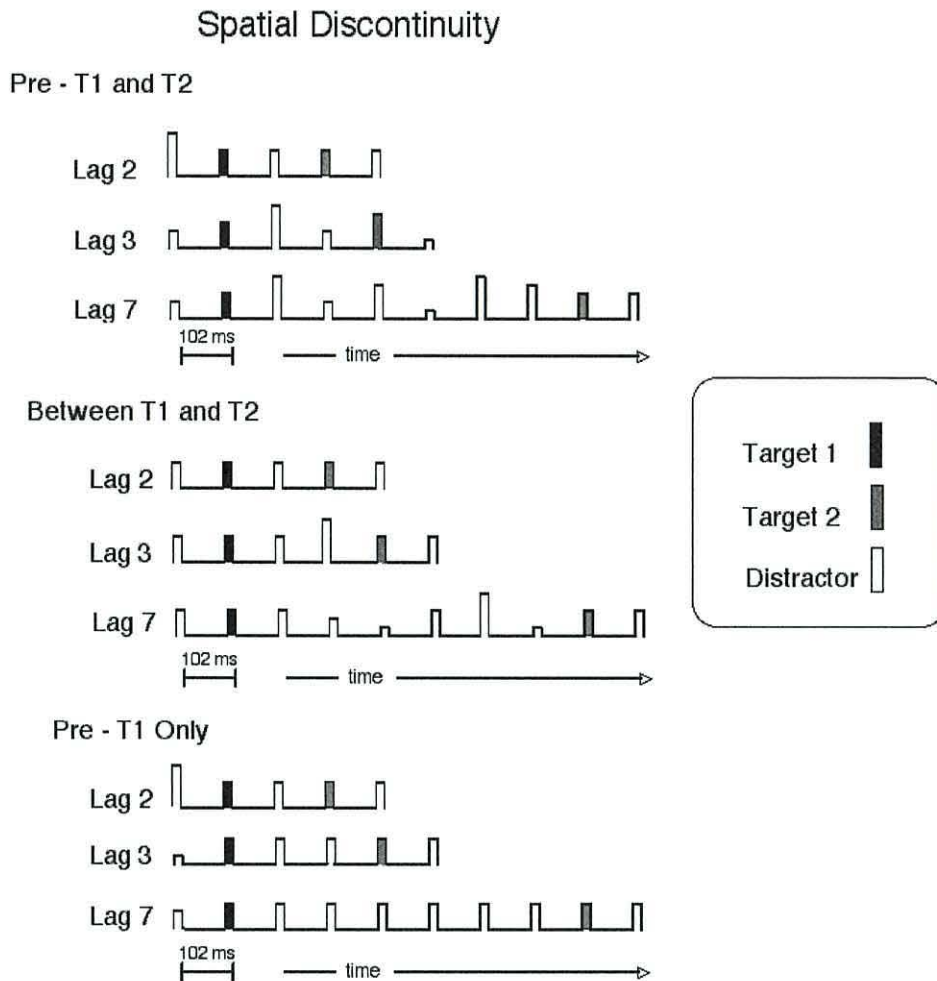 Spatial Discontinuity
Pre - T1 and T2
Lag 2
Lag 3
Lag 7
102 ms
time
Between T1 and T2
Lag 2
Lag 3
Lag 7
102 ms
time
Target 1
Target 2
Distractor
Pre - T1 Only
Lag 2
Lag 3
Lag 7
102 ms
time